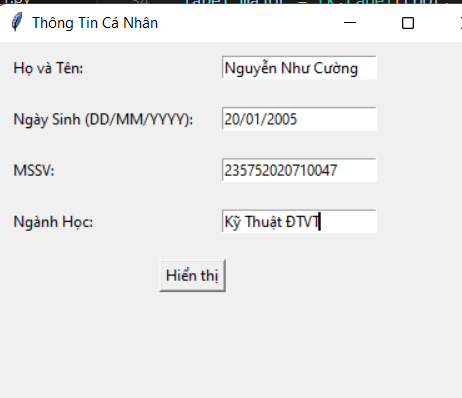 Thông Tin Cá Nhân
Họ và Tên: Nguyễn Như Cường
Ngày Sinh (DD/MM/YYYY): 20/01/2005
MSSV: 235752020710047
Ngành Học: Kỹ Thuật ĐTVT
Hiển thị